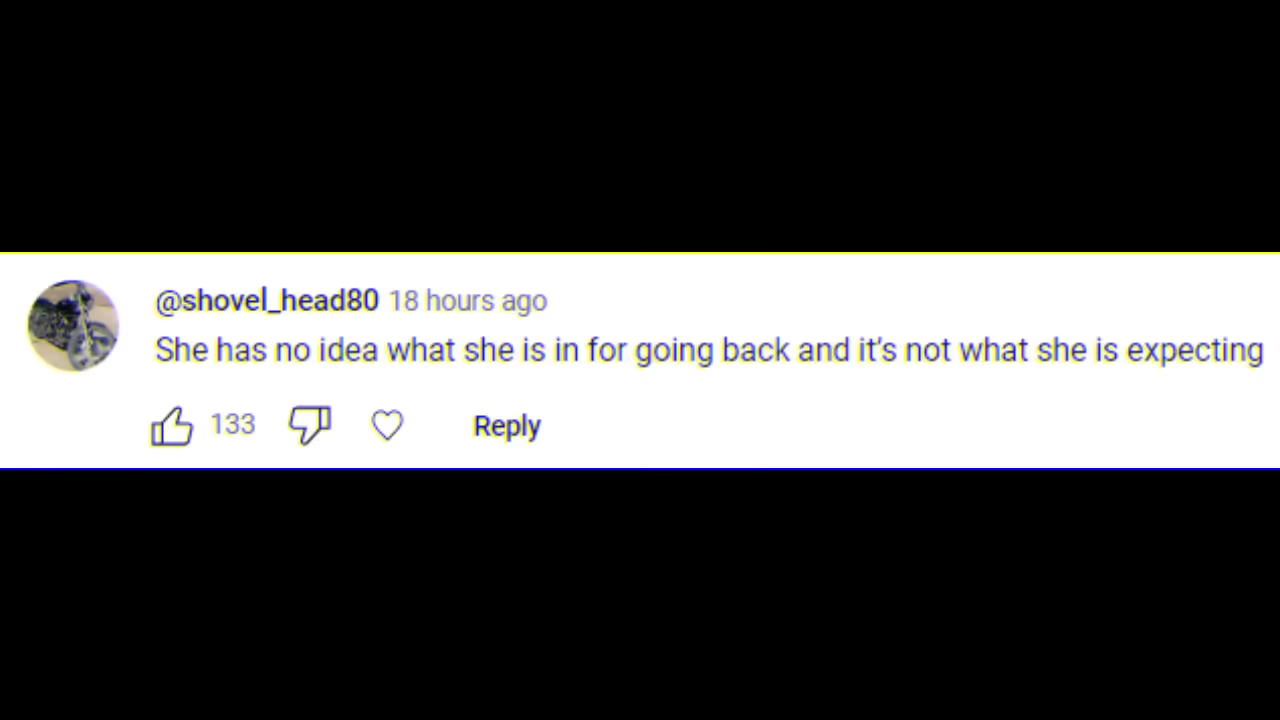 @shovel_head80 18 hours ago
She has no idea what she is in for going back and it's not what she is expecting
133 Reply